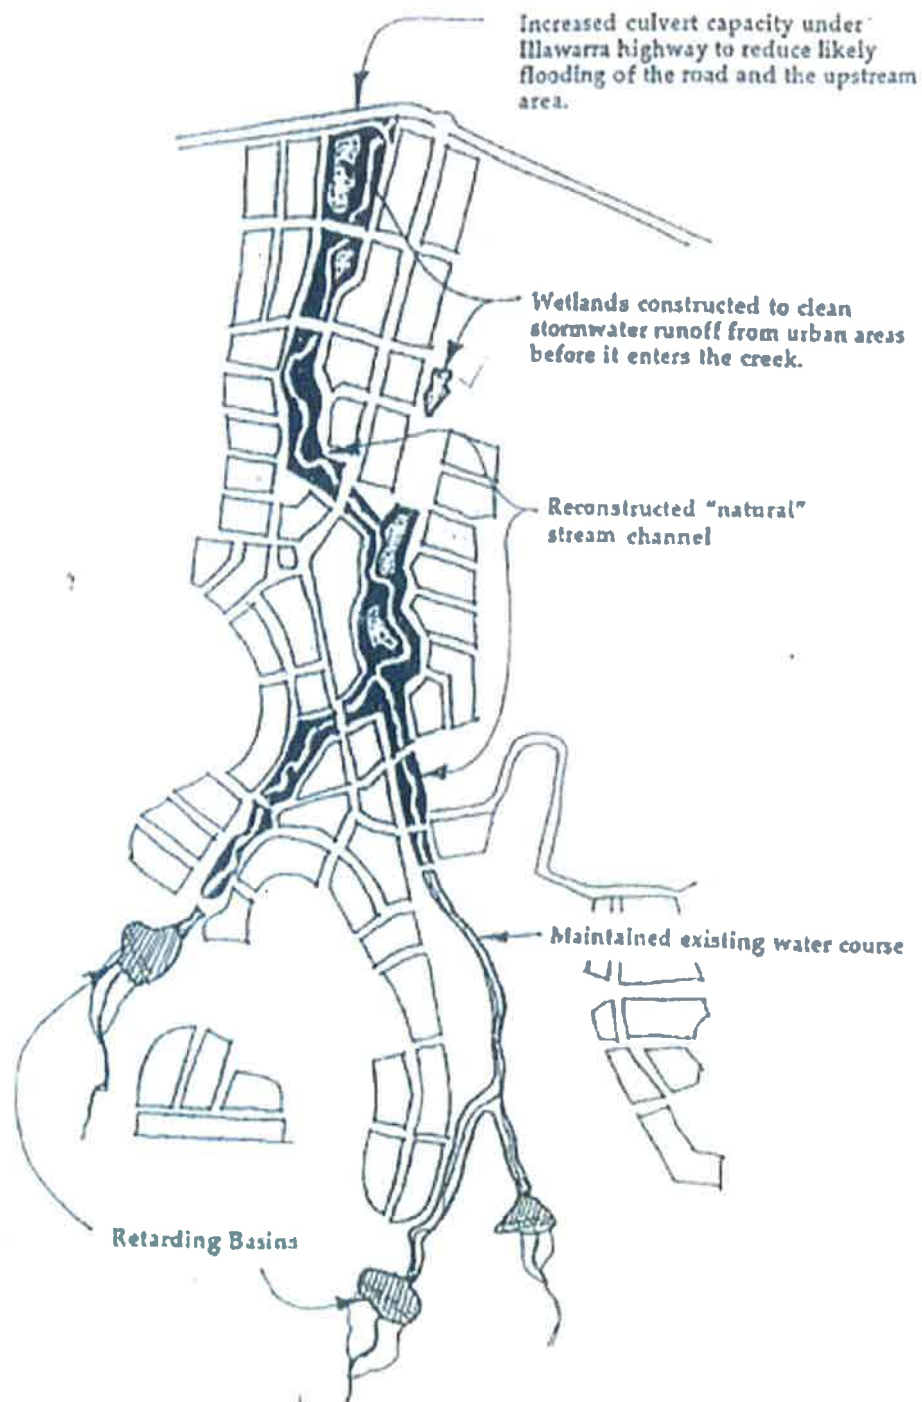 Increased culvert capacity under
Illawarra highway to reduce likely
flooding of the road and the upstream
area.
Wetlands constructed to clean
stormwater runoff from urban areas
before it enters the creek.
Reconstructed "natural"
stream channel
Maintained existing water course
Retarding Basins